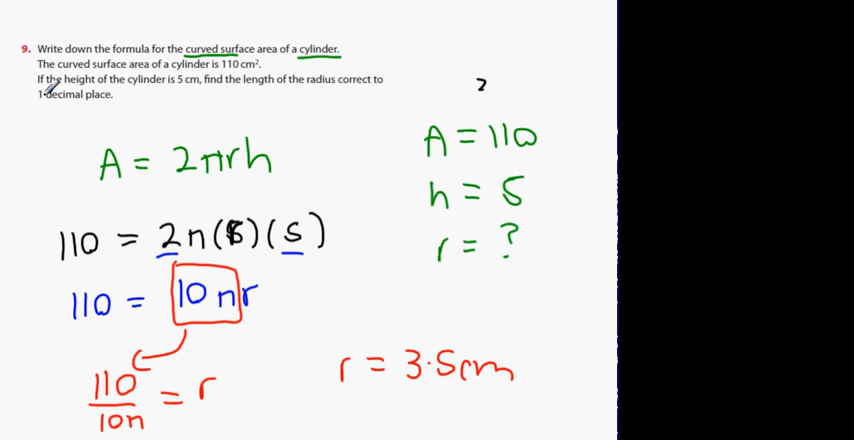 9. Write down the formula for the curved surface area of a cylinder.
The curved surface area of a cylinder is 110 cm².
If the height of the cylinder is 5 cm, find the length of the radius correct to
1 decimal place.
2
A = 2πrh
A = 110
h = 5
r = ?
110 = 2π( )(5)
110 = 10πr
110/10π = r
r = 3.5cm